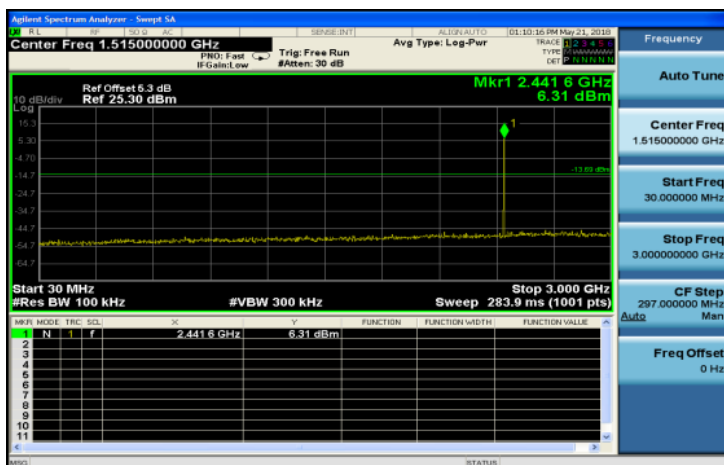 Agilent Spectrum Analyzer - Swept SA
RL RF 50 Ω AC SENSE:INT ALIGN AUTO 01:10:16 PM May 21, 2018
Center Freq 1.515000000 GHz
PNO: Fast
IFGain:Low
Trig: Free Run
#Atten: 30 dB
Avg Type: Log-Pwr
TRACE 1 2 3 4 5 6
TYPE
DET P N N N N N
Ref Offset 6.3 dB
Ref 25.30 dBm
10 dB/div
Log
Mkr1 2.441 6 GHz
6.31 dBm
15.3
5.30
-4.70
-14.7
-24.7
-34.7
-44.7
-54.7
-64.7
1
-13.69 dBm
Start 30 MHz
#Res BW 100 kHz
#VBW 300 kHz
Stop 3.000 GHz
Sweep 283.9 ms (1001 pts)
MKR MODE TRC SCL X Y FUNCTION FUNCTION WIDTH FUNCTION VALUE
1 N 1 f 2.441 6 GHz 6.31 dBm
2
3
4
5
6
7
8
9
10
11
MSG STATUS
Frequency
Auto Tune
Center Freq
1.515000000 GHz
Start Freq
30.000000 MHz
Stop Freq
3.000000000 GHz
CF Step
297.000000 MHz
Auto Man
Freq Offset
0 Hz